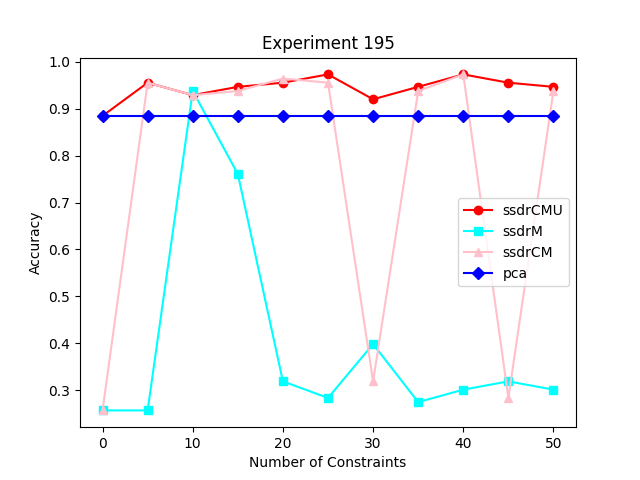 Experiment 195
1.0
0.9
0.8
0.7
0.6
0.5
0.4
0.3
Accuracy
ssdrCMU
ssdrM
ssdrCM
pca
0 10 20 30 40 50
Number of Constraints